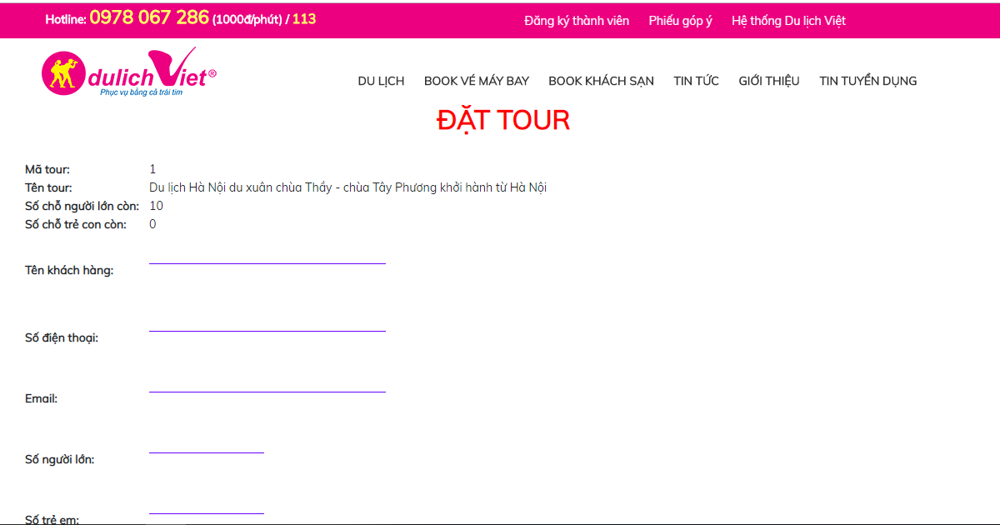 Hotline: 0978 067 286 (1000đ/phút) / 113
Đăng ký thành viên Phiếu góp ý Hệ thống Du lịch Việt
dulichViet®
Phục vụ bằng cả trái tim
DU LỊCH BOOK VÉ MÁY BAY BOOK KHÁCH SẠN TIN TỨC GIỚI THIỆU TIN TUYỂN DỤNG
ĐẶT TOUR
Mã tour: 1
Tên tour: Du lịch Hà Nội du xuân chùa Thầy - chùa Tây Phương khởi hành từ Hà Nội
Số chỗ người lớn còn: 10
Số chỗ trẻ con còn: 0
Tên khách hàng:
Số điện thoại:
Email:
Số người lớn:
Số trẻ em: